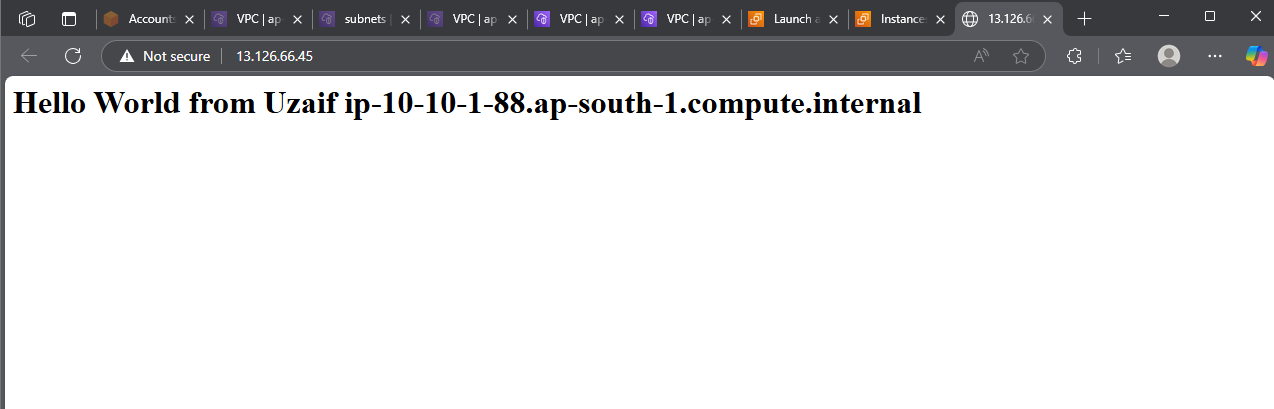 Accounts VPC | ap- subnets | VPC | ap VPC | ap VPC | ap Launch a Instances 13.126.6
Not secure 13.126.66.45
Hello World from Uzaif ip-10-10-1-88.ap-south-1.compute.internal